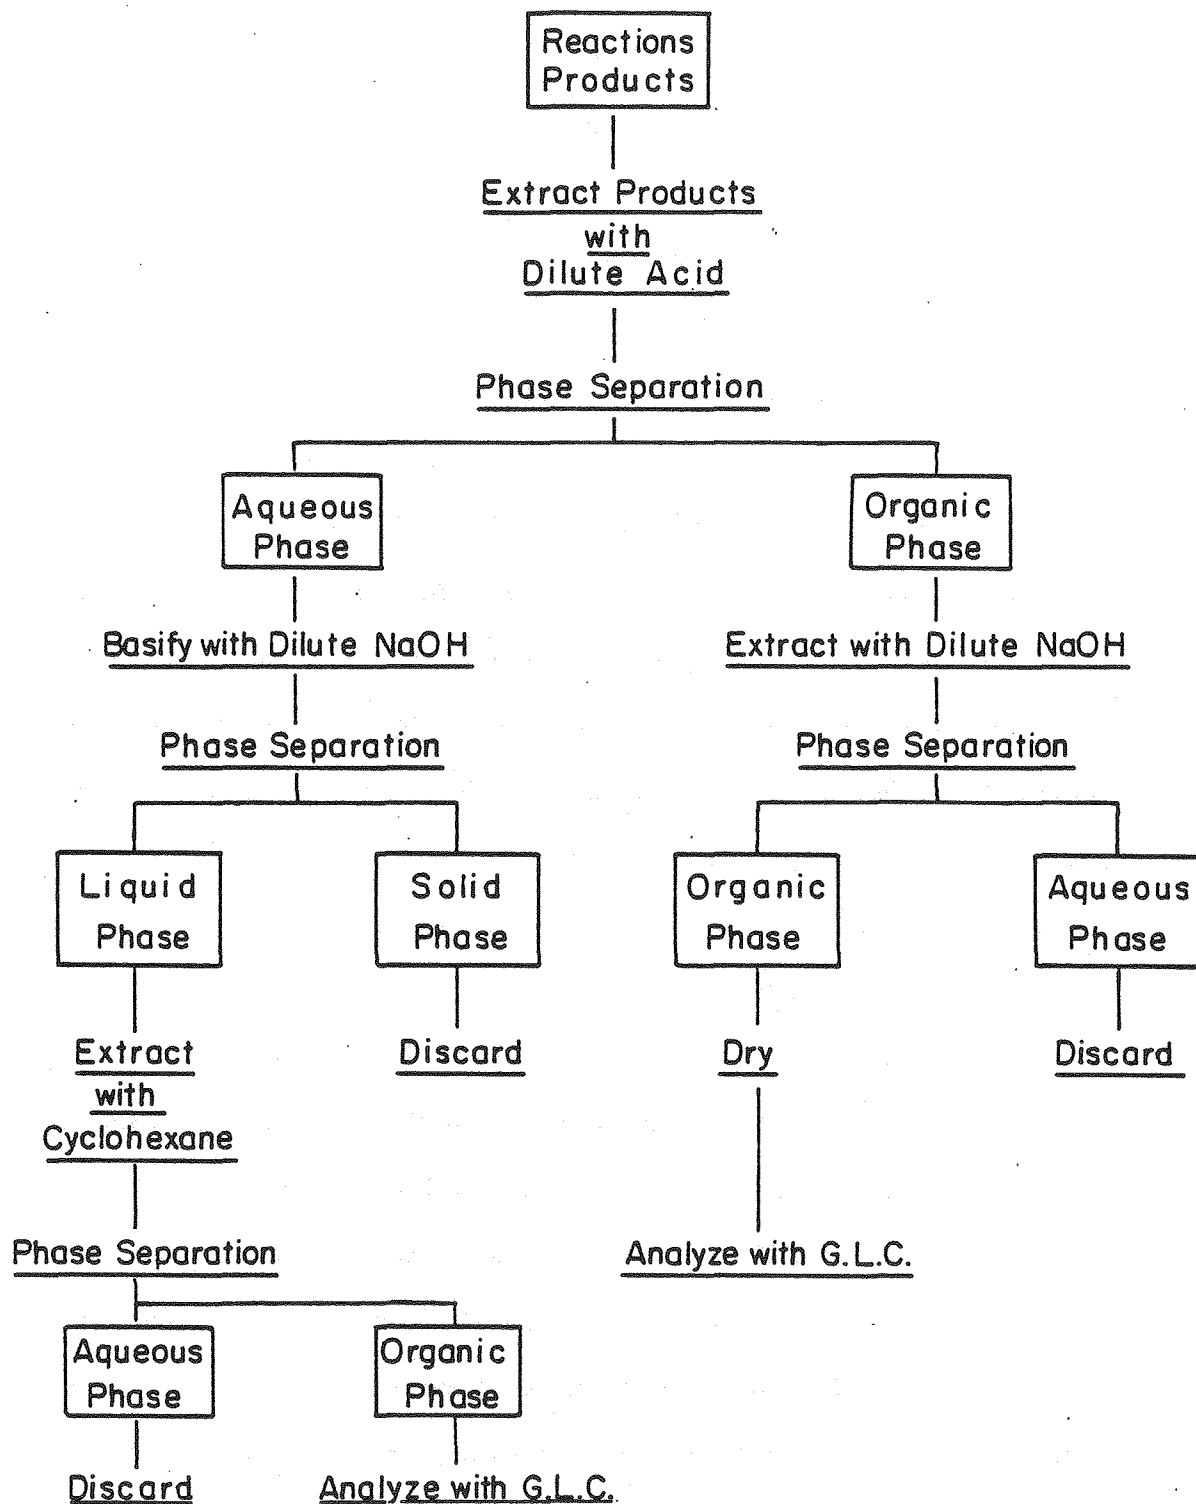 Reactions
Products
Extract Products
with
Dilute Acid
Phase Separation
Aqueous
Phase
Organic
Phase
Basify with Dilute NaOH
Extract with Dilute NaOH
Phase Separation
Phase Separation
Liquid
Phase
Solid
Phase
Organic
Phase
Aqueous
Phase
Extract
with
Cyclohexane
Discard
Dry
Discard
Phase Separation
Analyze with G.L.C.
Aqueous
Phase
Organic
Phase
Discard
Analyze with G.L.C.